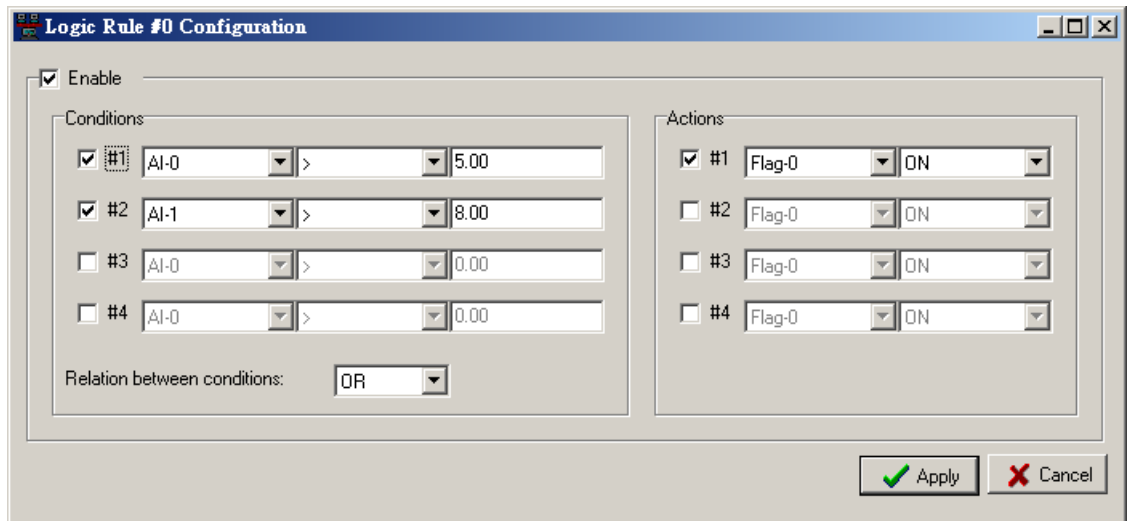 Logic Rule #0 Configuration
Enable
Conditions
#1 AI-0 > 5.00
#2 AI-1 > 8.00
#3 AI-0 > 0.00
#4 AI-0 > 0.00
Relation between conditions: OR
Actions
#1 Flag-0 ON
#2 Flag-0 ON
#3 Flag-0 ON
#4 Flag-0 ON
Apply Cancel